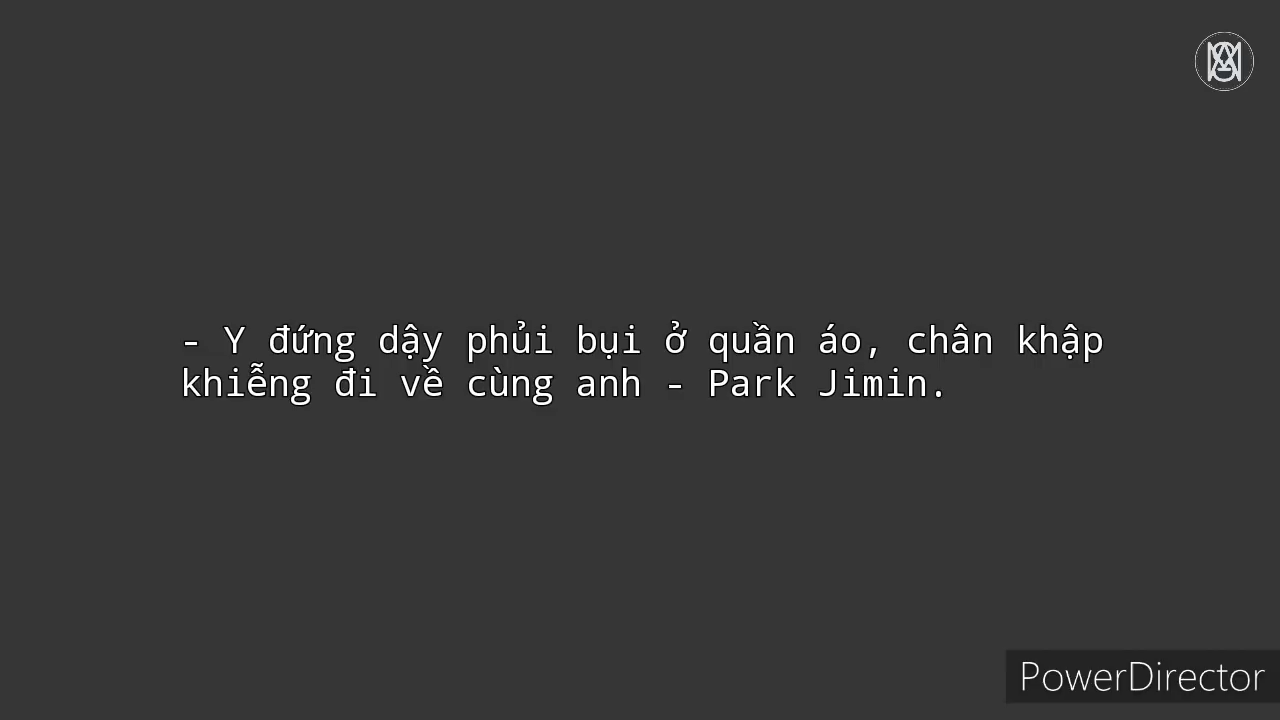 - Y đứng dậy phủi bụi ở quần áo, chân khập
khiễng đi về cùng anh - Park Jimin.
PowerDirector